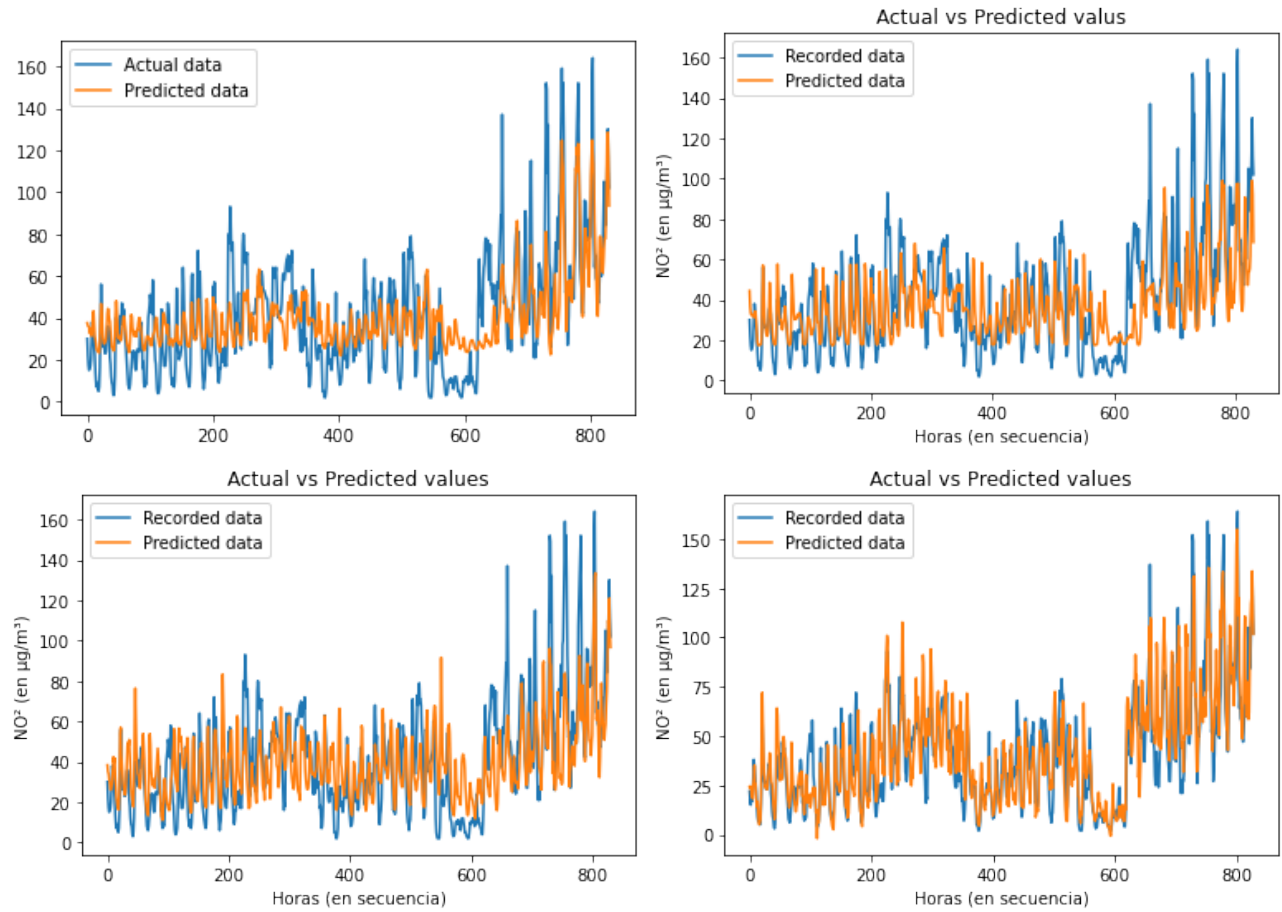 Actual data
Predicted data
160
140
120
100
80
60
40
20
0
0 200 400 600 800
Actual vs Predicted valus
Recorded data
Predicted data
NO² (en µg/m³)
160
140
120
100
80
60
40
20
0
0 200 400 600 800
Horas (en secuencia)
Actual vs Predicted values
Recorded data
Predicted data
NO² (en µg/m³)
160
140
120
100
80
60
40
20
0
0 200 400 600 800
Horas (en secuencia)
Actual vs Predicted values
Recorded data
Predicted data
NO² (en µg/m³)
150
125
100
75
50
25
0
0 200 400 600 800
Horas (en secuencia)